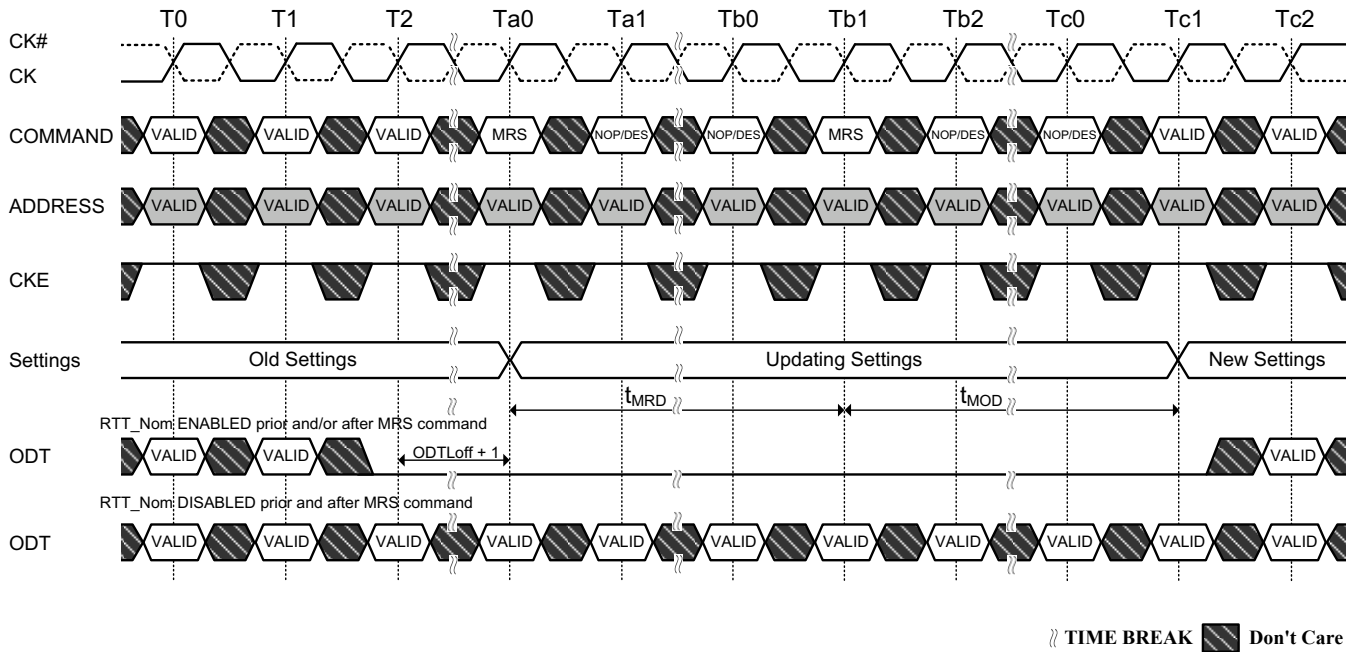 T0 T1 T2 Ta0 Ta1 Tb0 Tb1 Tb2 Tc0 Tc1 Tc2
CK#
CK
COMMAND VALID VALID VALID MRS NOP/DES NOP/DES MRS NOP/DES NOP/DES VALID VALID
ADDRESS VALID VALID VALID VALID VALID VALID VALID VALID VALID VALID VALID
CKE
Settings Old Settings Updating Settings New Settings
tMRD tMOD
RTT_Nom ENABLED prior and/or after MRS command
ODT VALID VALID ODTLoff + 1 VALID
RTT_Nom DISABLED prior and after MRS command
ODT VALID VALID VALID VALID VALID VALID VALID VALID VALID VALID VALID
TIME BREAK Don't Care